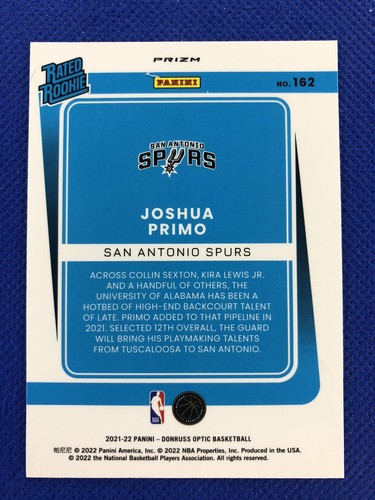 PRIZM
RATED
ROOKIE
PANINI
NO. 162
SAN ANTONIO
SPURS
JOSHUA
PRIMO
SAN ANTONIO SPURS
ACROSS COLLIN SEXTON, KIRA LEWIS JR.
AND A HANDFUL OF OTHERS, THE
UNIVERSITY OF ALABAMA HAS BEEN A
HOTBED OF HIGH-END BACKCOURT TALENT
OF LATE. PRIMO ADDED TO THAT PIPELINE IN
2021. SELECTED 12TH OVERALL, THE GUARD
WILL BRING HIS PLAYMAKING TALENTS
FROM TUSCALOOSA TO SAN ANTONIO.
NBA
2021-22 PANINI - DONRUSS OPTIC BASKETBALL
帕尼尼 © 2022 Panini America, Inc. © 2022 NBA Properties, Inc. Produced in the USA.
© 2022 the National Basketball Players Association. All rights reserved.